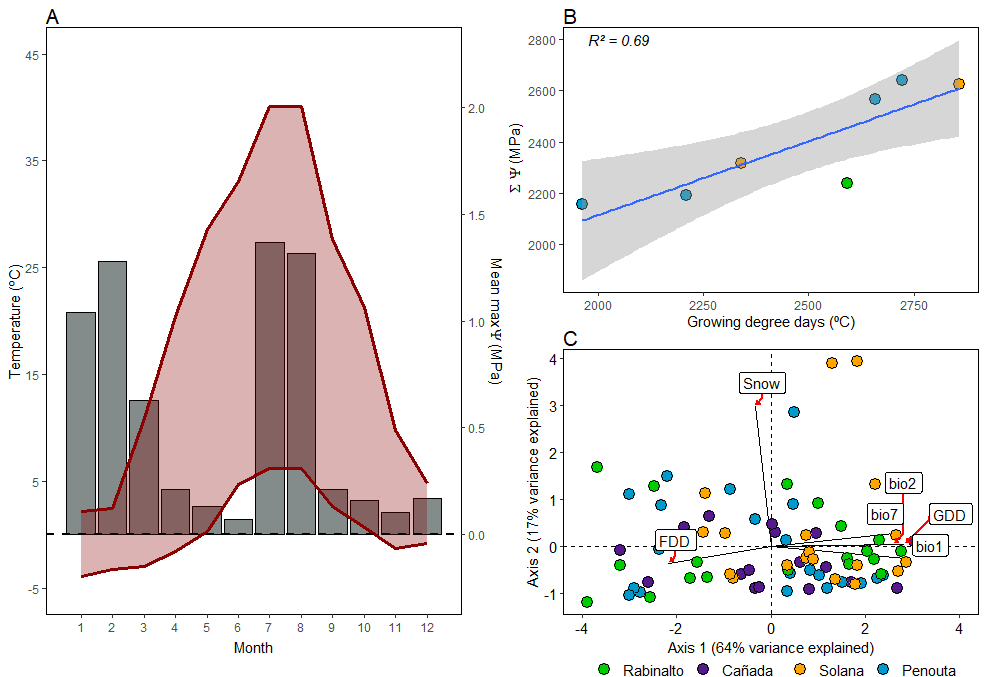 A
45
35
25
15
5
-5
Temperature (ºC)
2.0
1.5
1.0
0.5
0.0
Mean maxΨ (MPa)
1 2 3 4 5 6 7 8 9 10 11 12
Month
B
R² = 0.69
2800
2600
2400
2200
2000
Σ Ψ (MPa)
2000 2250 2500 2750
Growing degree days (ºC)
C
4
3
2
1
0
-1
Axis 2 (17% variance explained)
Snow
bio2
bio7
GDD
FDD
bio1
-4 -2 0 2 4
Axis 1 (64% variance explained)
Rabinalto Cañada Solana Penouta